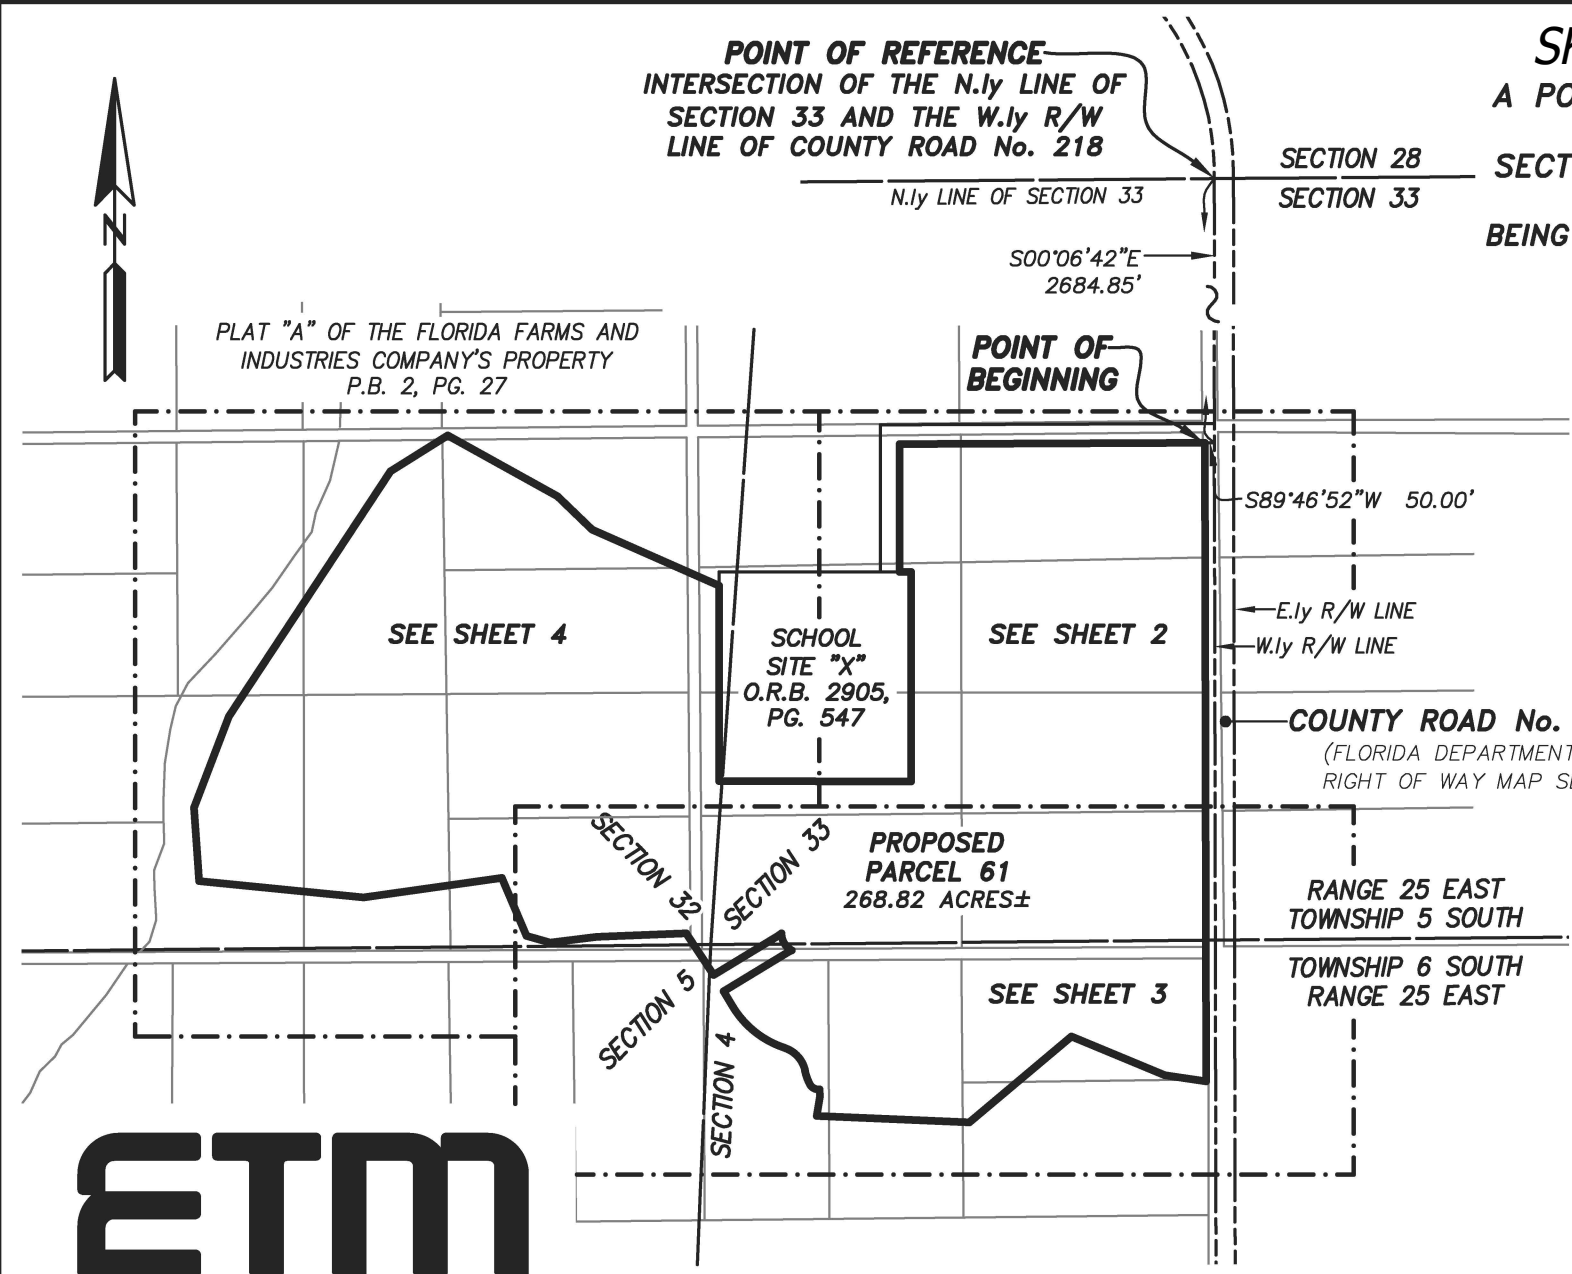 POINT OF REFERENCE
INTERSECTION OF THE N.ly LINE OF
SECTION 33 AND THE W.ly R/W
LINE OF COUNTY ROAD No. 218
SH
A PO
SECT
BEING
SECTION 28
SECTION 33
N.ly LINE OF SECTION 33
N
S00°06'42"E
2684.85'
PLAT "A" OF THE FLORIDA FARMS AND
INDUSTRIES COMPANY'S PROPERTY
P.B. 2, PG. 27
POINT OF
BEGINNING
S89°46'52"W 50.00'
E.ly R/W LINE
W.ly R/W LINE
SEE SHEET 4
SCHOOL
SITE "X"
O.R.B. 2905,
PG. 547
SEE SHEET 2
COUNTY ROAD No.
(FLORIDA DEPARTMENT
RIGHT OF WAY MAP SE
SECTION 32
SECTION 33
PROPOSED
PARCEL 61
268.82 ACRES±
RANGE 25 EAST
TOWNSHIP 5 SOUTH
TOWNSHIP 6 SOUTH
RANGE 25 EAST
SECTION 5
SECTION 4
SEE SHEET 3
ETM